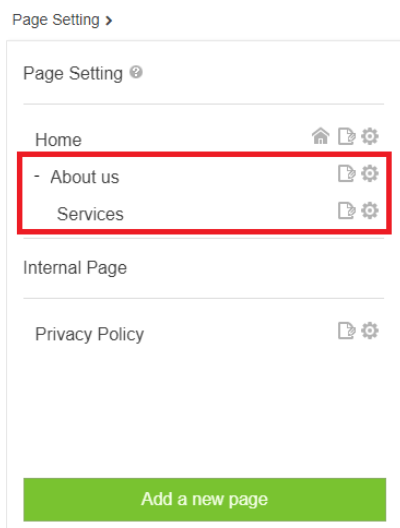 Page Setting >
Page Setting ?
Home
- About us
Services
Internal Page
Privacy Policy
Add a new page